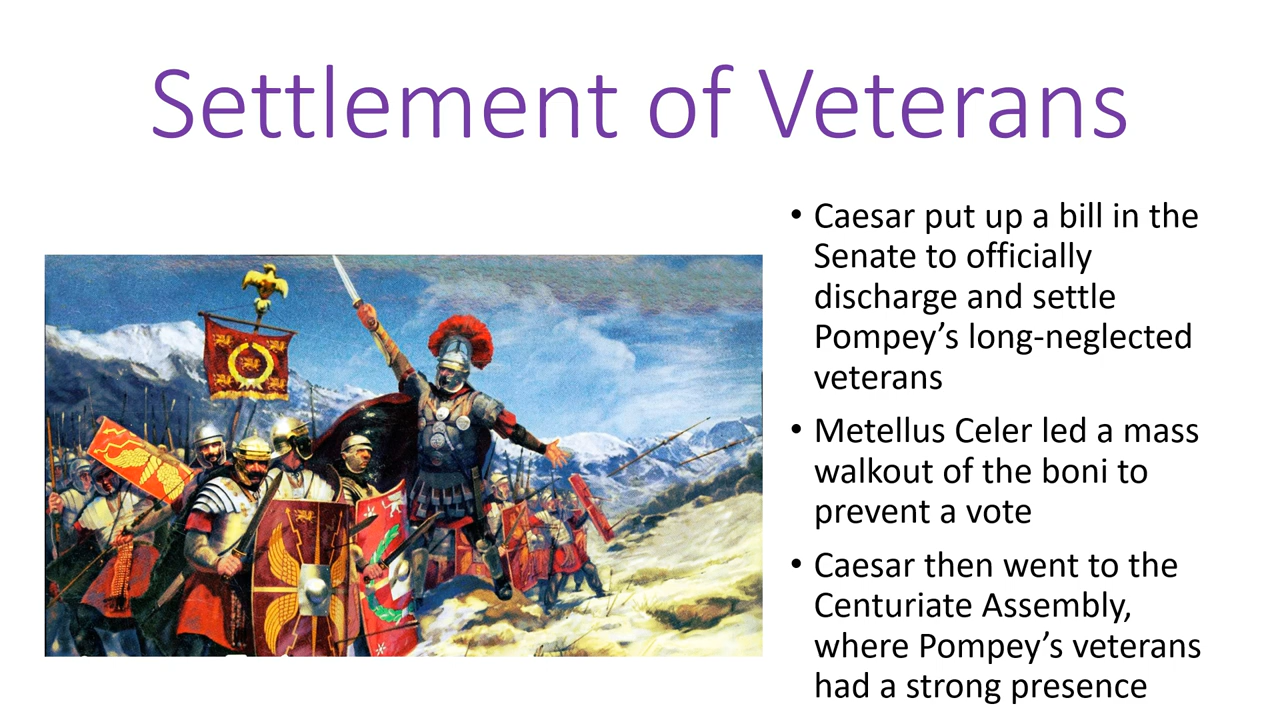 Settlement of Veterans
• Caesar put up a bill in the
Senate to officially
discharge and settle
Pompey’s long-neglected
veterans
• Metellus Celer led a mass
walkout of the boni to
prevent a vote
• Caesar then went to the
Centuriate Assembly,
where Pompey’s veterans
had a strong presence